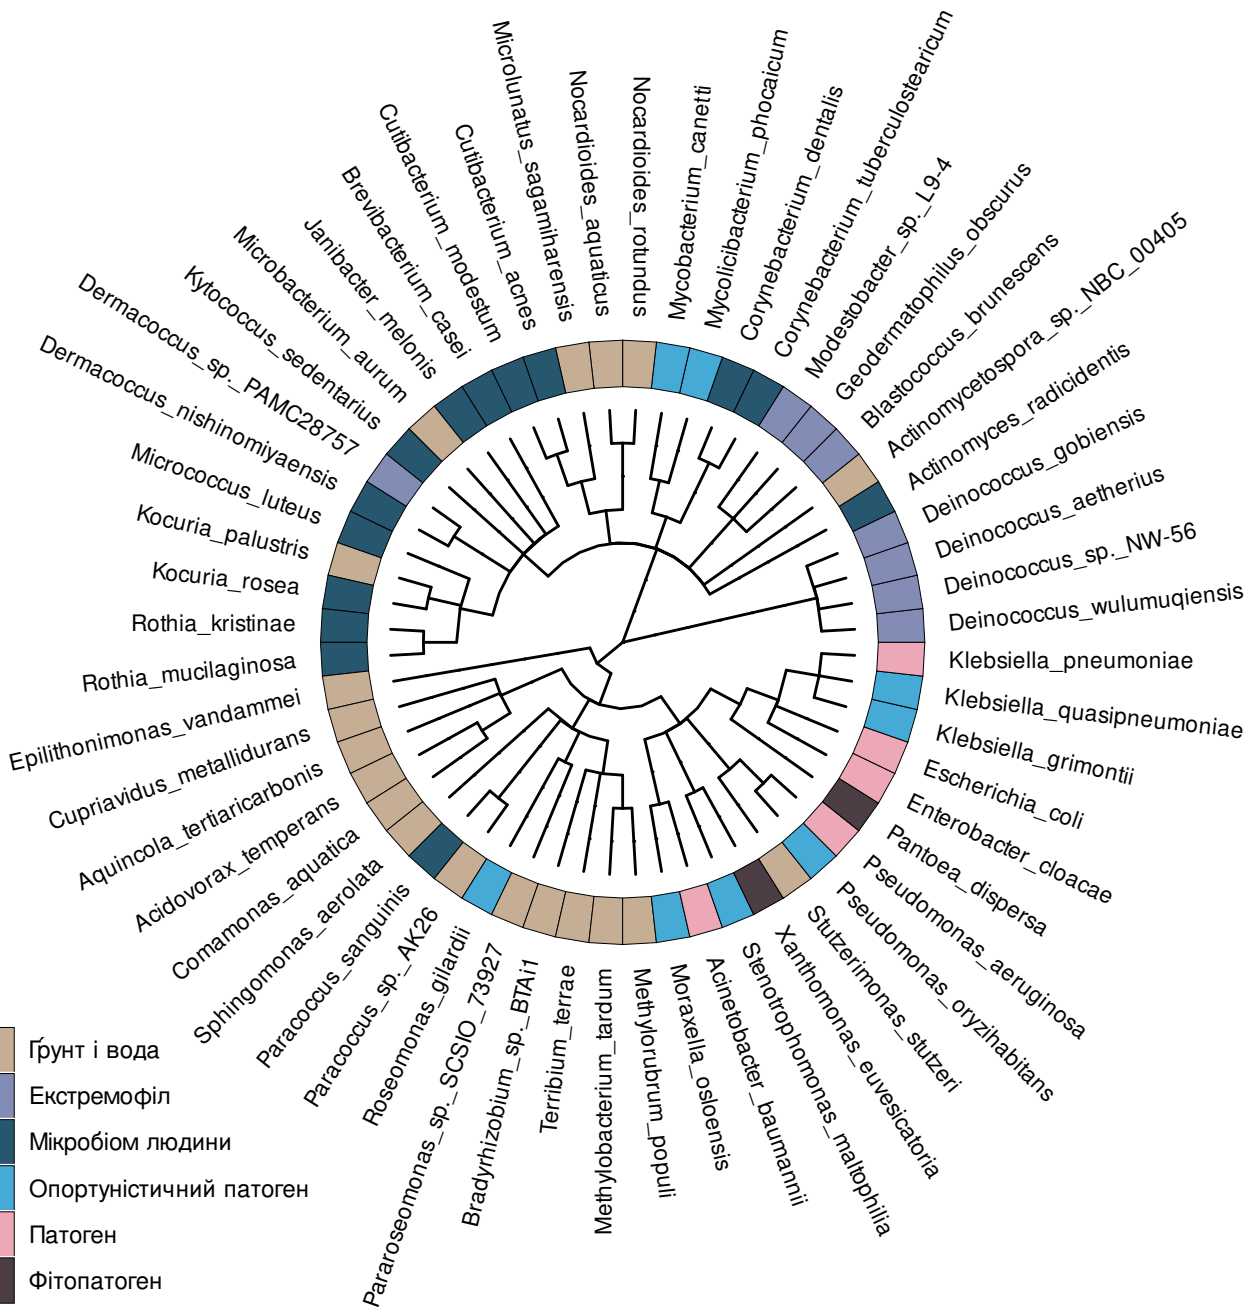 Microlunatus_sagamiharensis
Nocardioides_aquaticus
Nocardioides_rotundus
Mycobacterium_canetti
Mycolicibacterium_phocaicum
Corynebacterium_dentalis
Corynebacterium_tuberculostearicum
Modestobacter_sp._L9-4
Geodermatophilus_obscurus
Blastococcus_brunescens
Actinomycetospora_sp._NBC_00405
Actinomyces_radicidentis
Deinococcus_gobiensis
Deinococcus_aetherius
Deinococcus_sp._NW-56
Deinococcus_wulumuqiensis
Klebsiella_pneumoniae
Klebsiella_quasipneumoniae
Klebsiella_grimontii
Escherichia_coli
Enterobacter_cloacae
Pantoea_dispersa
Pseudomonas_aeruginosa
Pseudomonas_oryzihabitans
Stutzerimonas_stutzeri
Xanthomonas_euvesicatoria
Stenotrophomonas_maltophilia
Acinetobacter_baumannii
Moraxella_osloensis
Methylorubrum_populi
Methylobacterium_tardum
Terribium_terrae
Bradyrhizobium_sp._BTAi1
Pararoseomonas_sp._SCSIO_73927
Roseomonas_gilardii
Paracoccus_sp._AK26
Paracoccus_sanguinis
Sphingomonas_aerolata
Comamonas_aquatica
Acidovorax_temperans
Aquincola_tertiaricarbonis
Cupriavidus_metallidurans
Epilithonimonas_vandammei
Rothia_mucilaginosa
Rothia_kristinae
Kocuria_rosea
Kocuria_palustris
Micrococcus_luteus
Dermacoccus_nishinomiyaensis
Dermacoccus_sp._PAMC28757
Kytococcus_sedentarius
Microbacterium_aurum
Janibacter_melonis
Brevibacterium_casei
Cutibacterium_modestum
Cutibacterium_acnes
Ґрунт і вода
Екстремофіл
Мікробіом людини
Опортуністичний патоген
Патоген
Фітопатоген